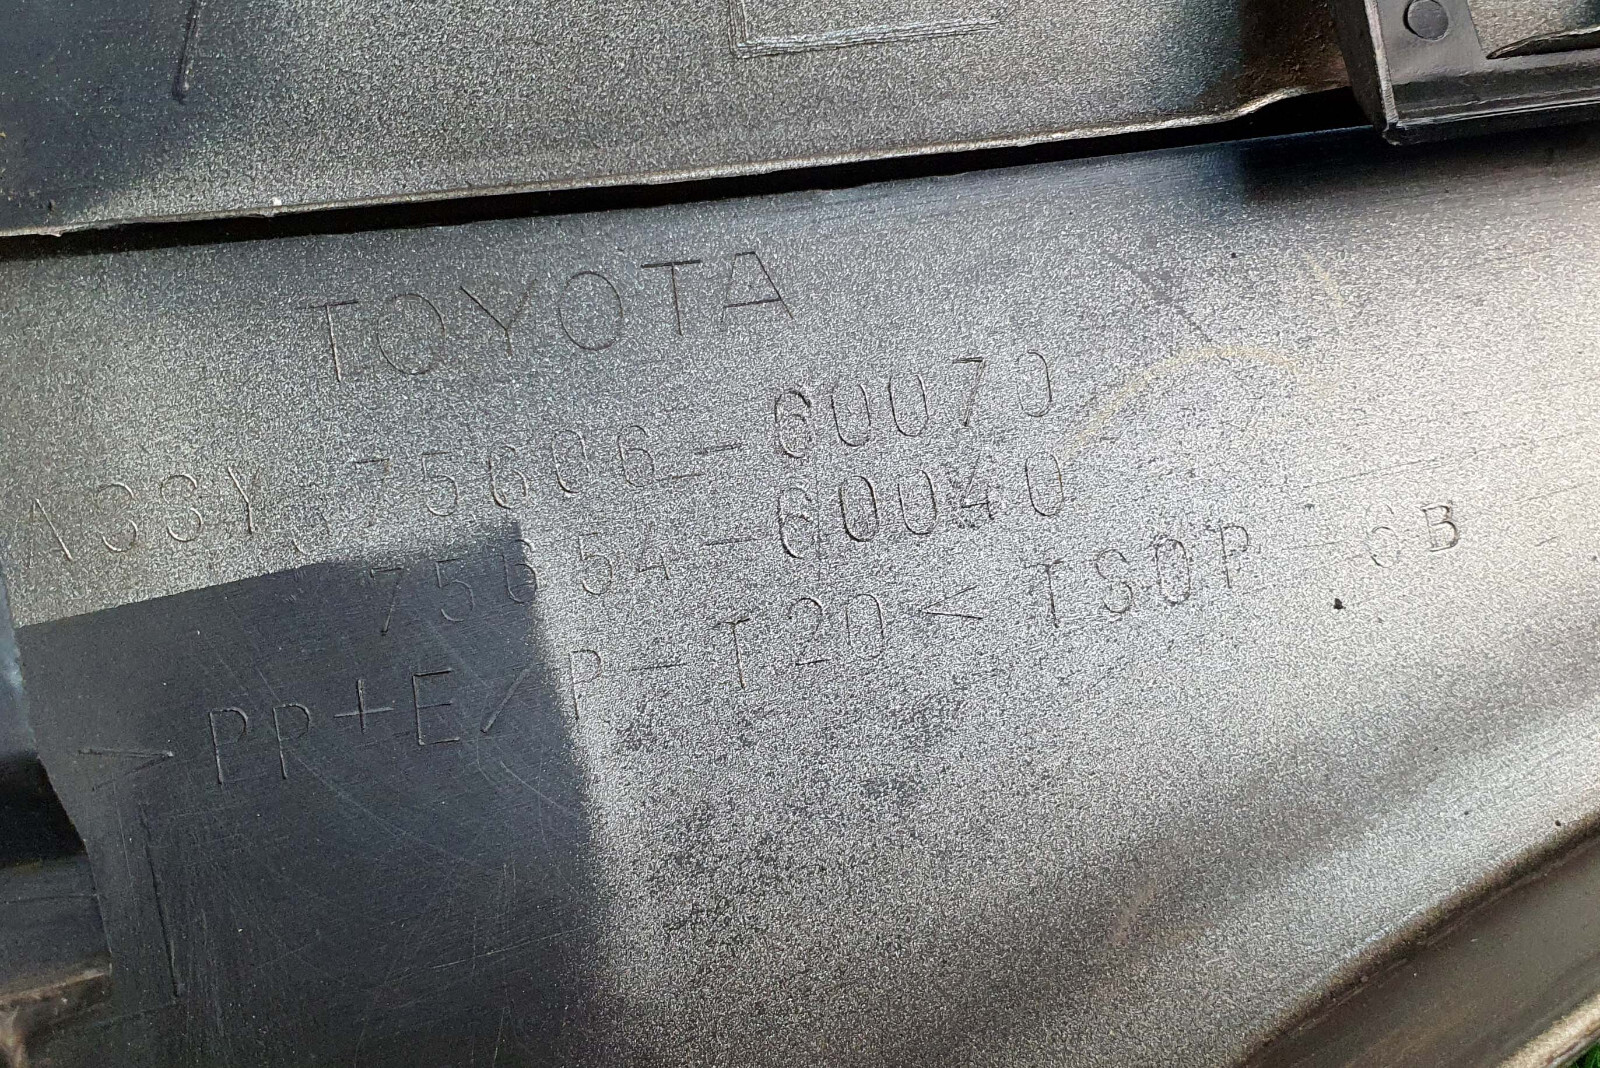 TOYOTA
ASSY 75606-60070
75654-60040
>PP+E/P-T20< TSOP-6B